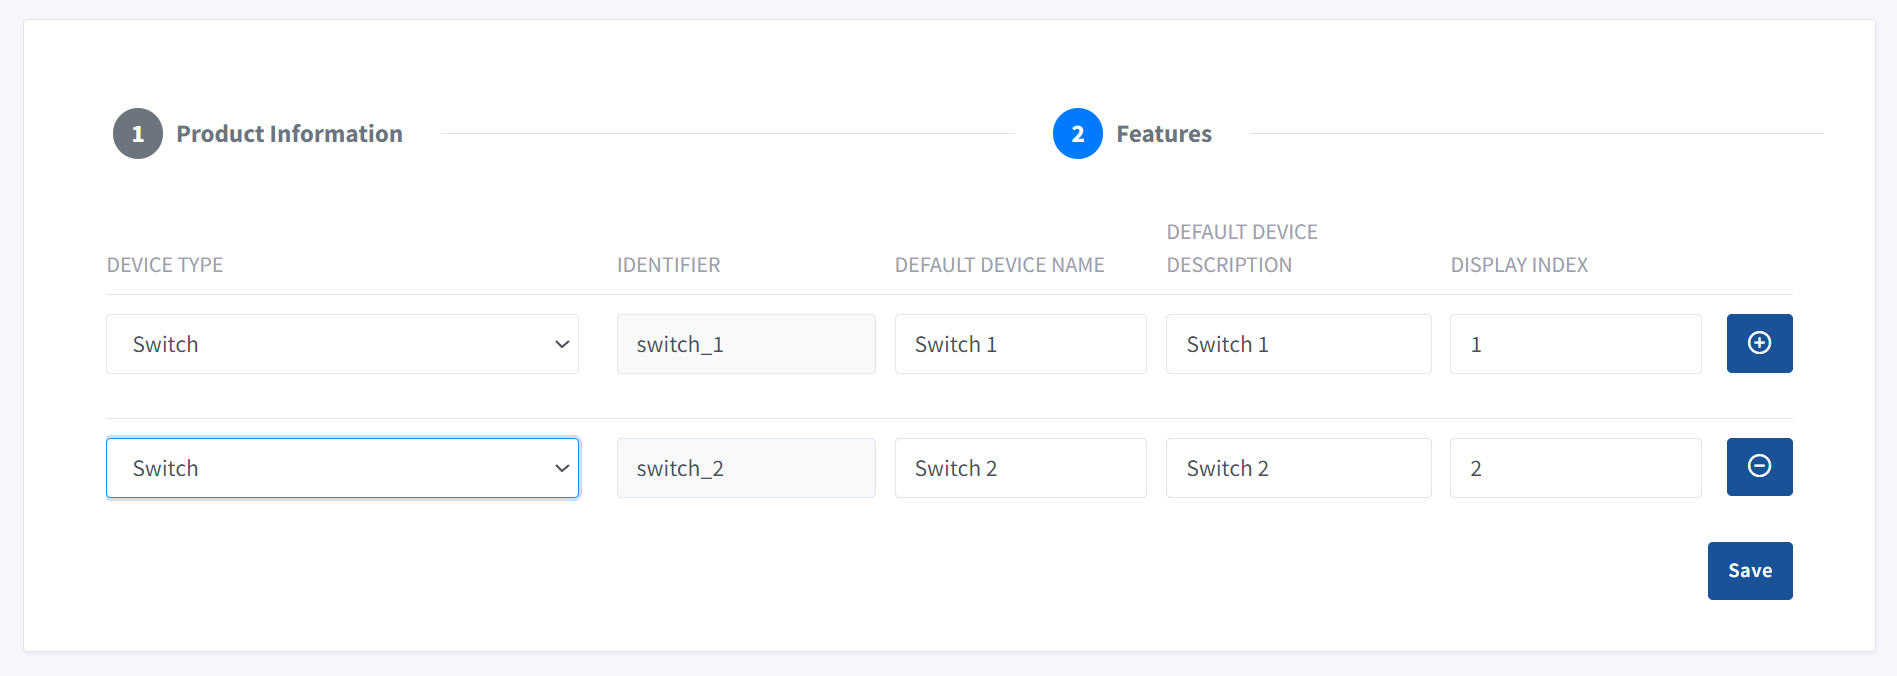 1 Product Information 2 Features
DEVICE TYPE IDENTIFIER DEFAULT DEVICE NAME DEFAULT DEVICE DESCRIPTION DISPLAY INDEX
Switch switch_1 Switch 1 Switch 1 1
Switch switch_2 Switch 2 Switch 2 2
Save